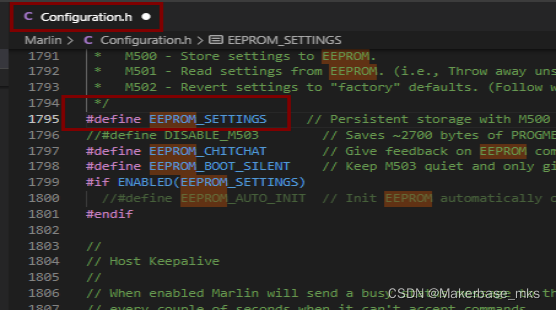 Configuration.h
Marlin > C Configuration.h > EEPROM_SETTINGS
1791 * M500 - Store settings to EEPROM.
1792 * M501 - Read settings from EEPROM. (i.e., Throw away uns
1793 * M502 - Revert settings to "factory" defaults. (Follow w
1794 */
1795 #define EEPROM_SETTINGS // Persistent storage with M500
1796 //#define DISABLE_M503 // Saves ~2700 bytes of PROGME
1797 #define EEPROM_CHITCHAT // Give feedback on EEPROM com
1798 #define EEPROM_BOOT_SILENT // Keep M503 quiet and only gi
1799 #if ENABLED(EEPROM_SETTINGS)
1800 //#define EEPROM_AUTO_INIT // Init EEPROM automatically o
1801 #endif
1802
1803 //
1804 // Host Keepalive
1805 //
1806 // When enabled Marlin will send a busy
// every couple of seconds when it can't accept commands
CSDN @Makerbase_mks